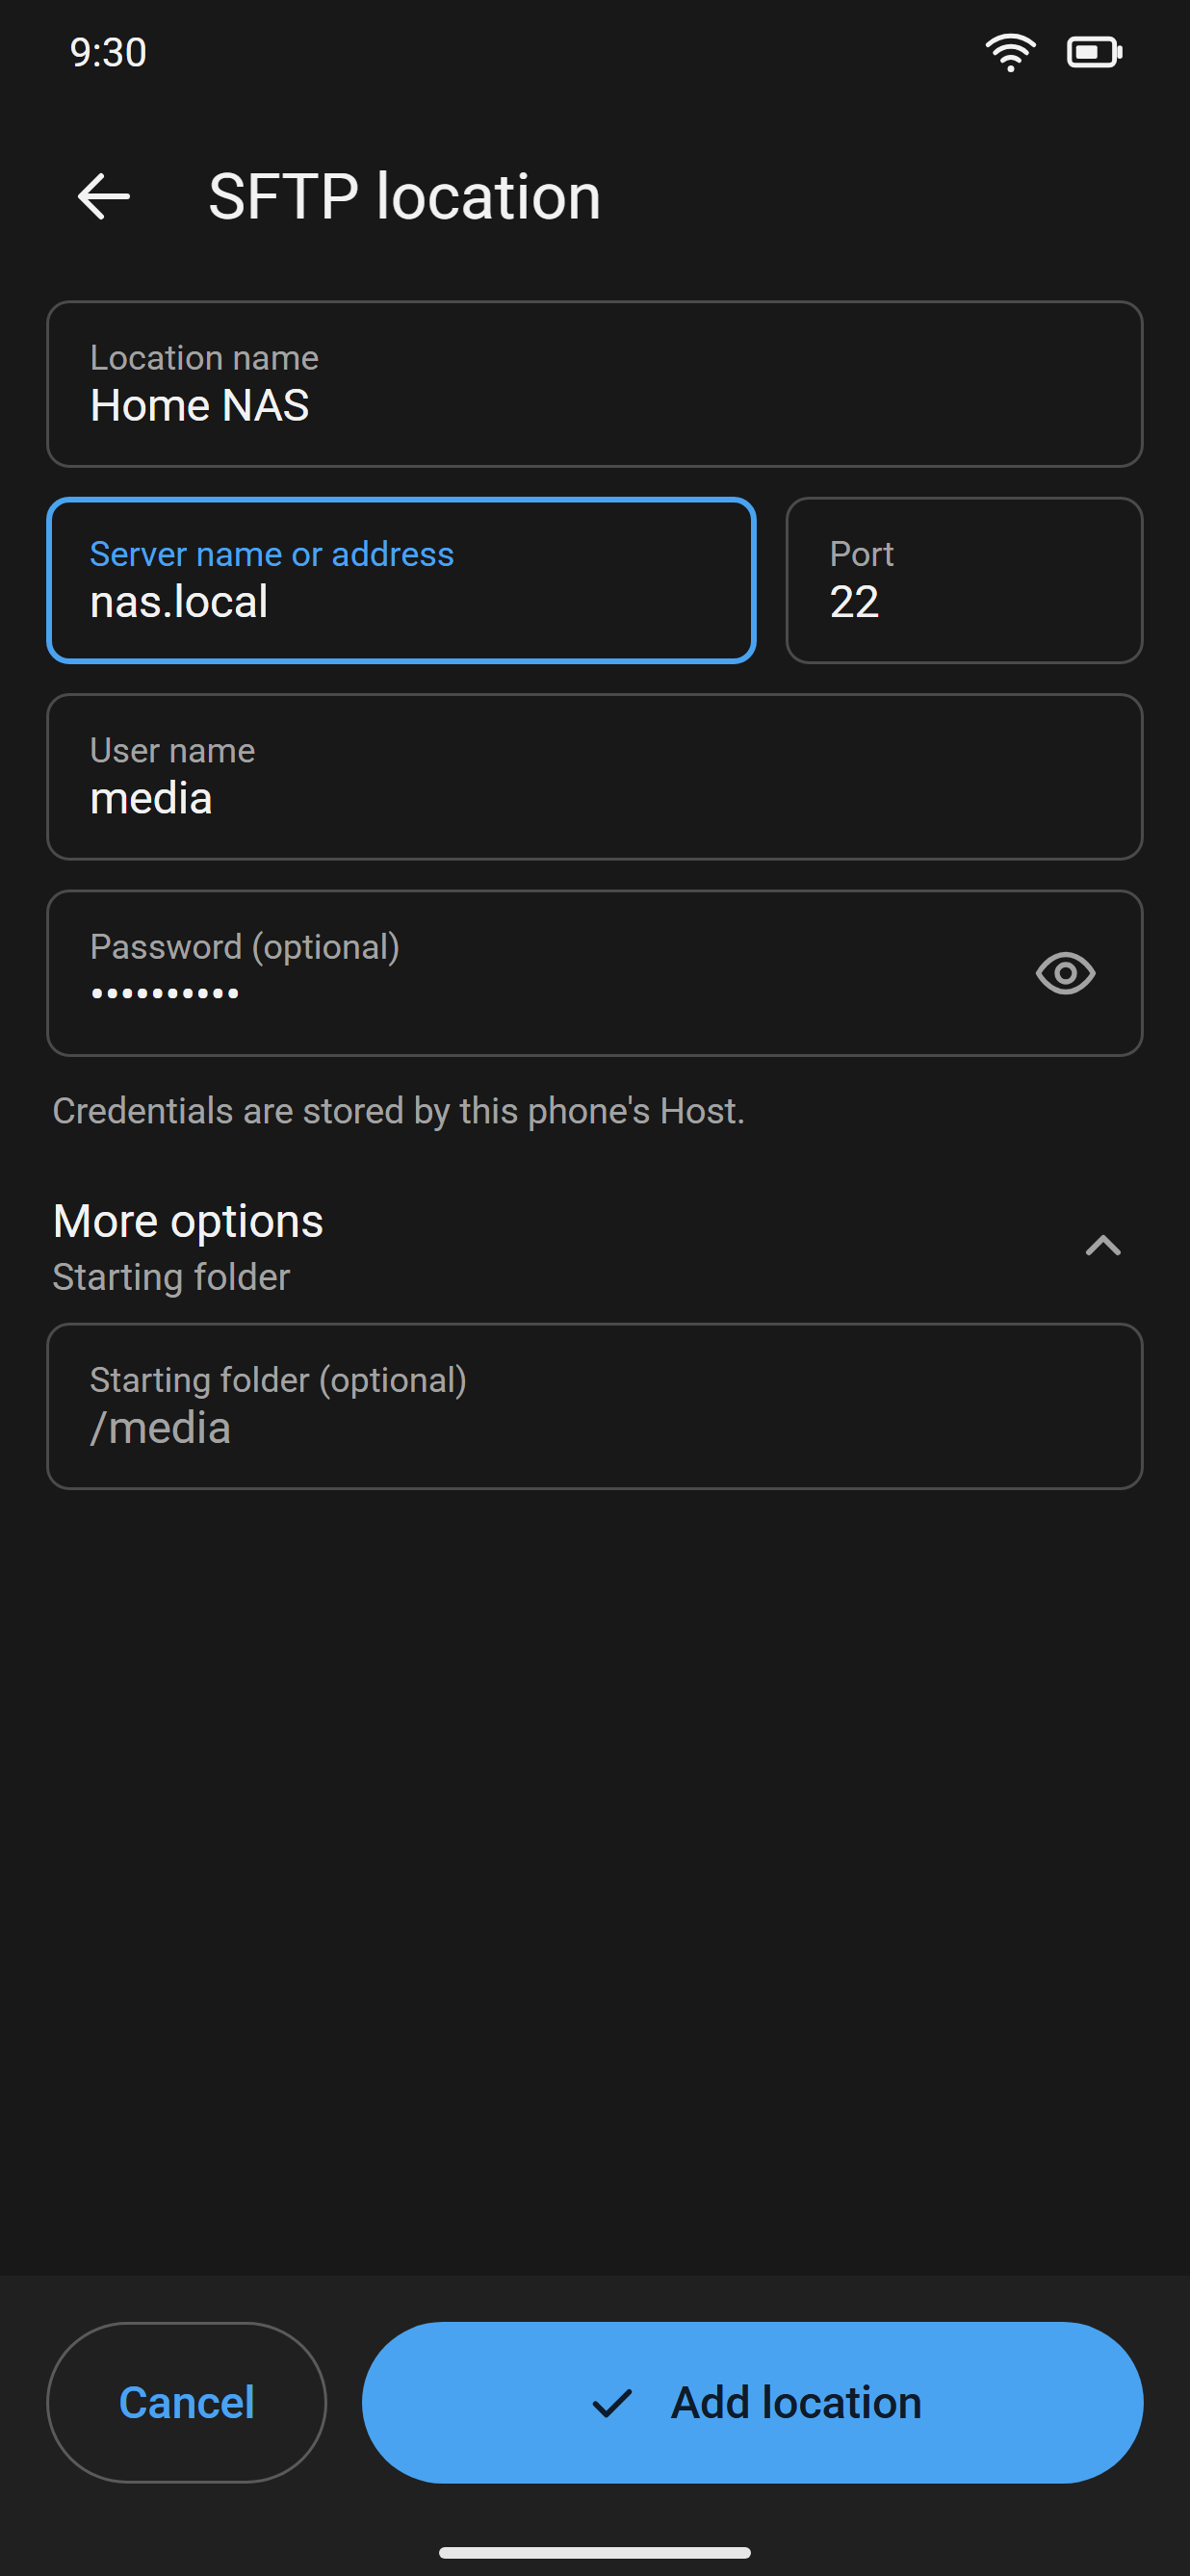 9:30
SFTP location
Location name
Home NAS
Server name or address
nas.local
Port
22
User name
media
Password (optional)
••••••••••
Credentials are stored by this phone's Host.
More options
Starting folder
Starting folder (optional)
/media
Cancel
Add location